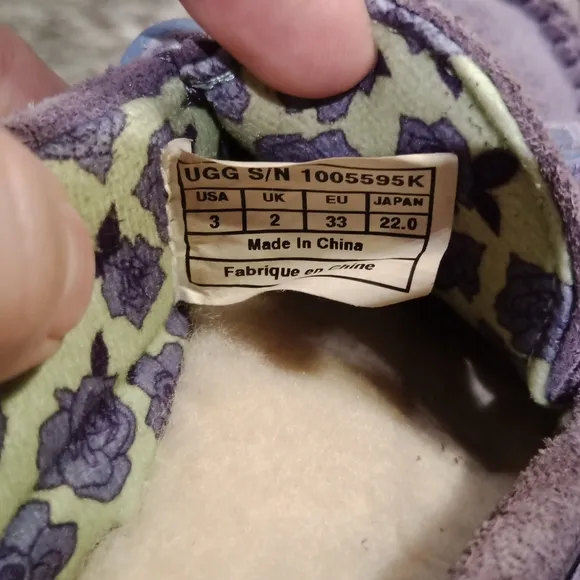 UGG S/N 1005595K
USA UK EU JAPAN
3 2 33 22.0
Made In China
Fabrique en Chine